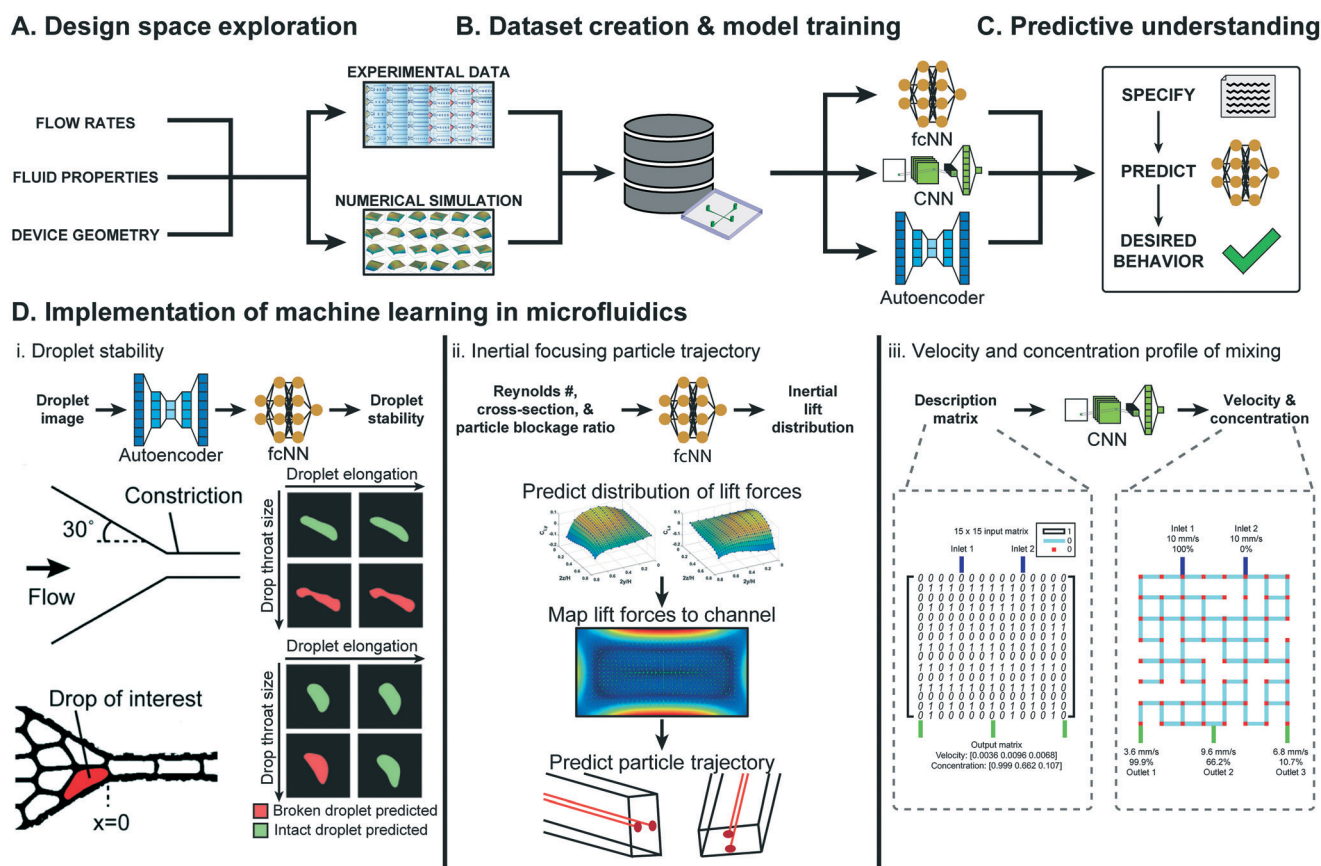 A. Design space exploration
B. Dataset creation & model training
C. Predictive understanding
FLOW RATES
FLUID PROPERTIES
DEVICE GEOMETRY
EXPERIMENTAL DATA
NUMERICAL SIMULATION
fcNN
CNN
Autoencoder
SPECIFY
PREDICT
DESIRED
BEHAVIOR
D. Implementation of machine learning in microfluidics
i. Droplet stability
Droplet
image
Autoencoder
fcNN
Droplet
stability
Constriction
30°
Flow
Drop of interest
x=0
Droplet elongation
Drop throat size
Droplet elongation
Drop throat size
Broken droplet predicted
Intact droplet predicted
ii. Inertial focusing particle trajectory
Reynolds #,
cross-section, &
particle blockage ratio
fcNN
Inertial
lift
distribution
Predict distribution of lift forces
2z/H
2y/H
2z/H
2y/H
Map lift forces to channel
Predict particle trajectory
iii. Velocity and concentration profile of mixing
Description
matrix
CNN
Velocity &
concentration
15 x 15 input matrix
1
0
0
Inlet 1
Inlet 2
Output matrix
Velocity: [0.0036 0.0096 0.0068]
Concentration: [0.999 0.662 0.107]
Inlet 1
10 mm/s
100%
Inlet 2
10 mm/s
0%
3.6 mm/s
99.9%
Outlet 1
9.6 mm/s
66.2%
Outlet 2
6.8 mm/s
10.7%
Outlet 3